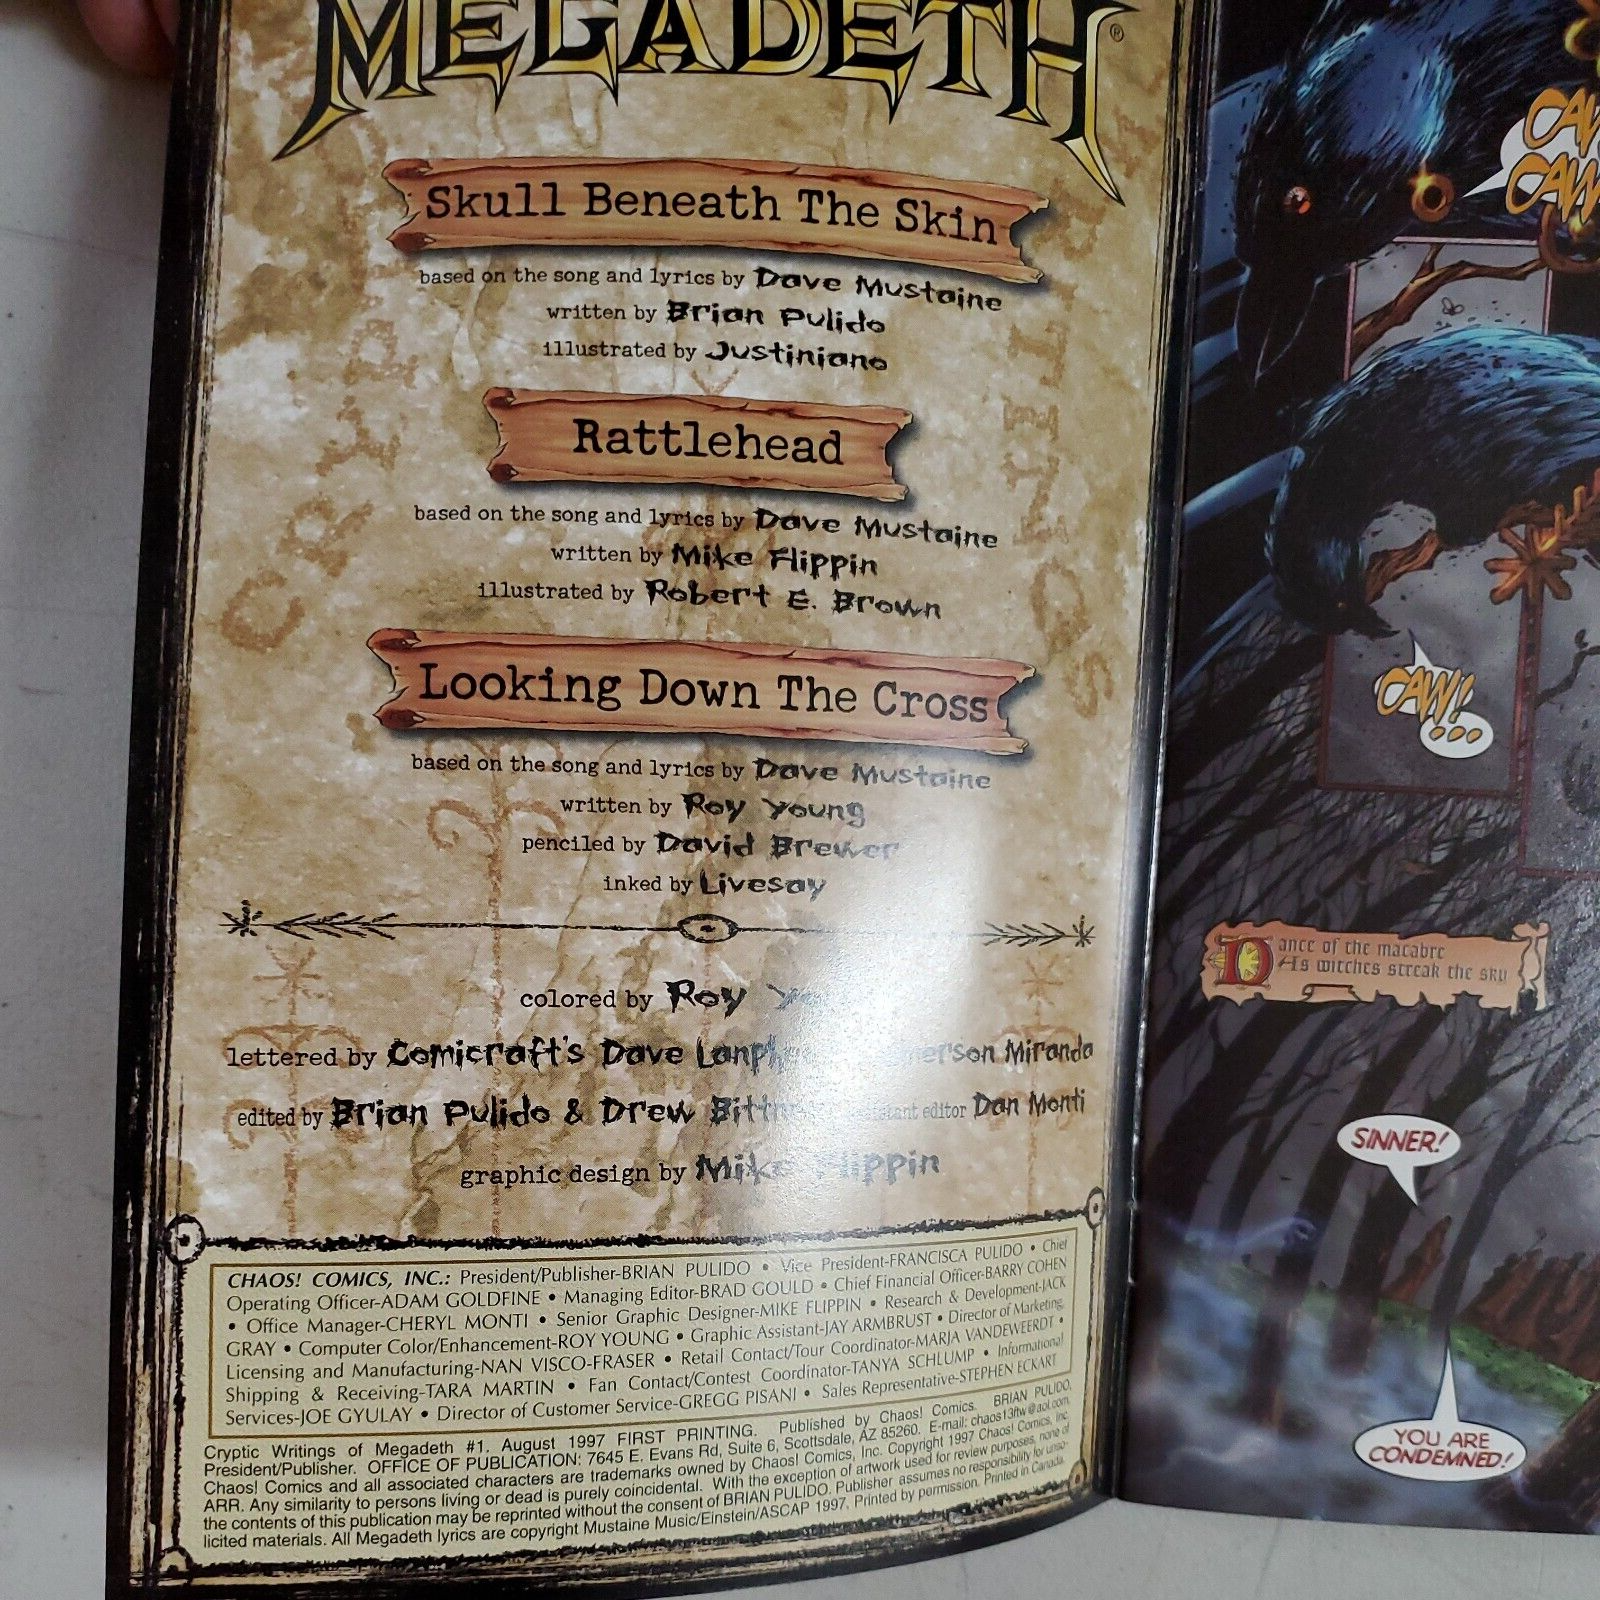 MEGADETH®
Skull Beneath The Skin
based on the song and lyrics by Dave Mustaine
written by Brian Pulido
illustrated by Justiniano
Rattlehead
based on the song and lyrics by Dave Mustaine
written by Mike Flippin
illustrated by Robert E. Brown
Looking Down The Cross
based on the song and lyrics by Dave Mustaine
written by Roy Young
penciled by David Brewer
inked by Livesay
colored by Roy
lettered by Comicraft's Dave Miranda
edited by Brian Pulido & Drew editor Dan Monti
graphic design by Mike Flippin
CHAOS! COMICS, INC.: President/Publisher-BRIAN PULIDO • Vice President-FRANCISCA PULIDO • Chief
Operating Officer-ADAM GOLDFINE • Managing Editor-BRAD GOULD • Chief Financial Officer-BARRY COHEN
• Office Manager-CHERYL MONTI • Senior Graphic Designer-MIKE FLIPPIN • Research & Development-JACK
GRAY • Computer Color/Enhancement-ROY YOUNG • Graphic Assistant-JAY ARMBRUST • Director of Marketing,
Licensing and Manufacturing-NAN VISCO-FRASER • Retail Contact/Tour Coordinator-MARJA VANDEWEERDT •
Shipping & Receiving-TARA MARTIN • Fan Contact/Contest Coordinator-TANYA SCHLUMP • Informational
Services-JOE GYULAY • Director of Customer Service-GREGG PISANI • Sales Representative-STEPHEN ECKART
Cryptic Writings of Megadeth #1. August 1997 FIRST PRINTING. Published by Chaos! Comics. BRIAN PULIDO,
President/Publisher. OFFICE OF PUBLICATION: 7645 E. Evans Rd, Suite 6, Scottsdale, AZ 85260. E-mail: chaos13ftw@aol.com.
Chaos! Comics and all associated characters are trademarks owned by Chaos! Comics, Inc. Copyright 1997 Chaos! Comics, Inc.
ARR. Any similarity to persons living or dead is purely coincidental. With the exception of artwork used for review purposes, none of
the contents of this publication may be reprinted without the consent of BRIAN PULIDO. Publisher assumes no responsibility for unso-
licited materials. All Megadeth lyrics are copyright Mustaine Music/Einstein/ASCAP 1997. Printed by permission. Printed in Canada.
CAW!
...
Dance of the macabre
As witches streak the sky
SINNER!
YOU ARE
CONDEMNED!